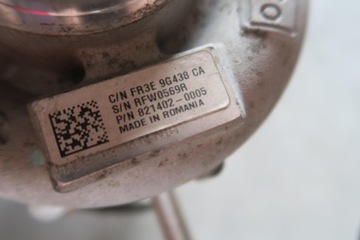 C/N FR3E 9G438 CA
S/N RFW0569R
P/N 821402-0005
MADE IN ROMANIA